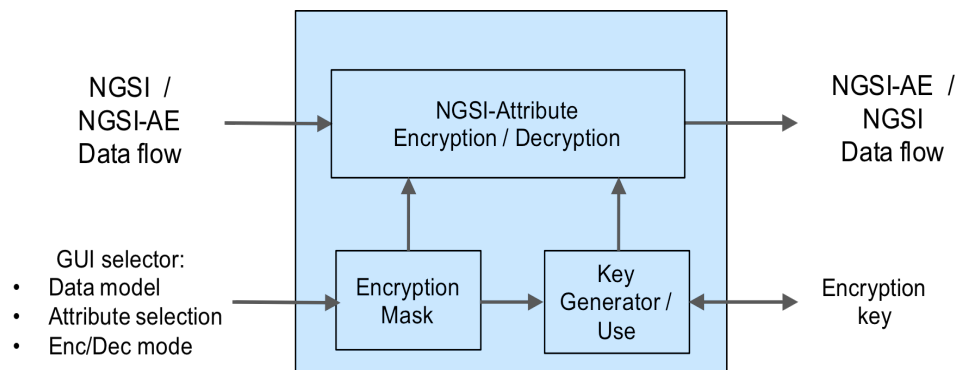 NGSI /
NGSI-AE
Data flow
NGSI-Attribute
Encryption / Decryption
NGSI-AE /
NGSI
Data flow
GUI selector:
• Data model
• Attribute selection
• Enc/Dec mode
Encryption
Mask
Key
Generator /
Use
Encryption
key